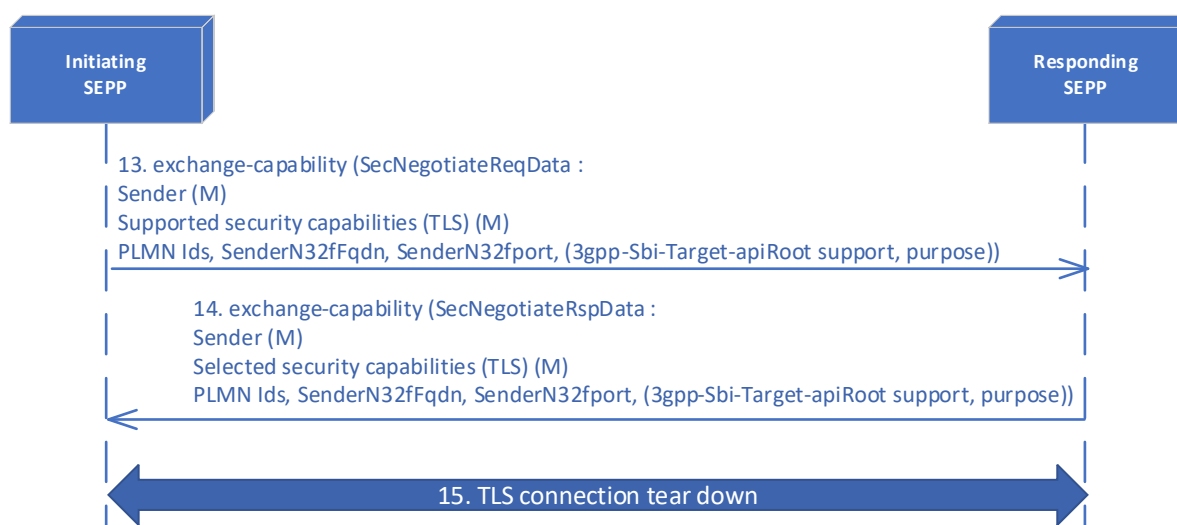 Initiating
SEPP
Responding
SEPP
13. exchange-capability (SecNegotiateReqData :
Sender (M)
Supported security capabilities (TLS) (M)
PLMN Ids, SenderN32fFqdn, SenderN32fport, (3gpp-Sbi-Target-apiRoot support, purpose))
14. exchange-capability (SecNegotiateRspData :
Sender (M)
Selected security capabilities (TLS) (M)
PLMN Ids, SenderN32fFqdn, SenderN32fport, (3gpp-Sbi-Target-apiRoot support, purpose))
15. TLS connection tear down